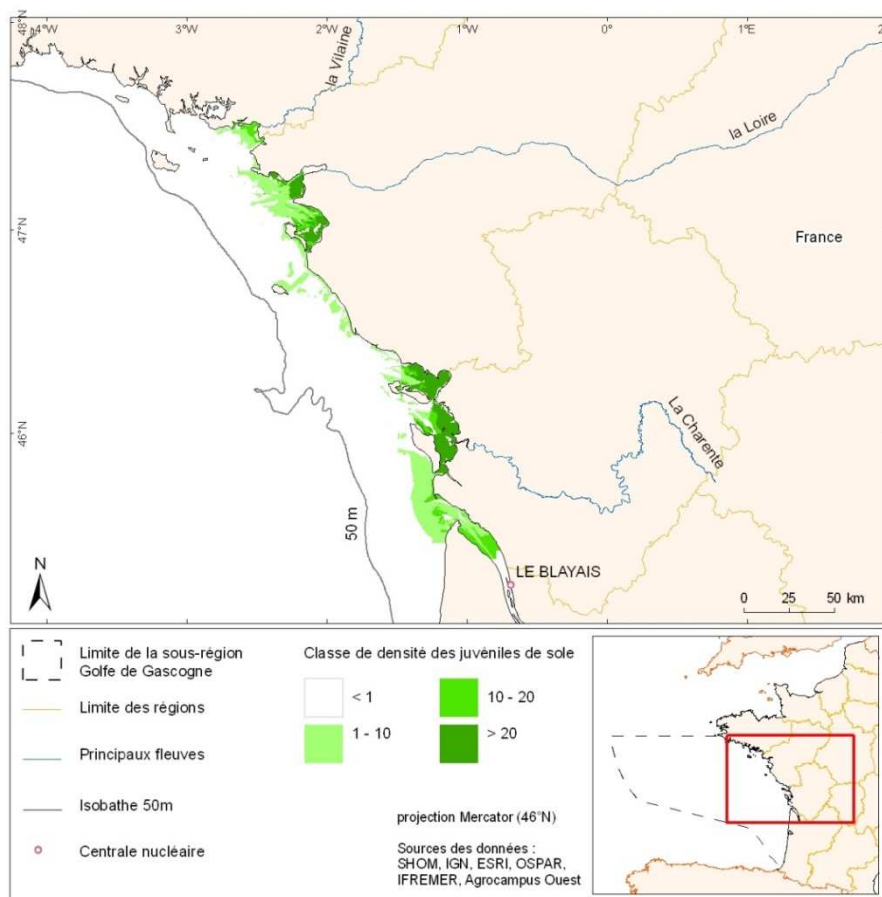 4°W
3°W
2°W
1°W
0°
1°E
2
48°N
47°N
46°N
la Vilaine
la Loire
France
La Charente
50 m
LE BLAYAIS
N
0 25 50 km
Limite de la sous-région
Golfe de Gascogne
Limite des régions
Principaux fleuves
Isobathe 50m
Centrale nucléaire
Classe de densité des juvéniles de sole
< 1
10 - 20
1 - 10
> 20
projection Mercator (46°N)
Sources des données :
SHOM, IGN, ESRI, OSPAR,
IFREMER, Agrocampus Ouest